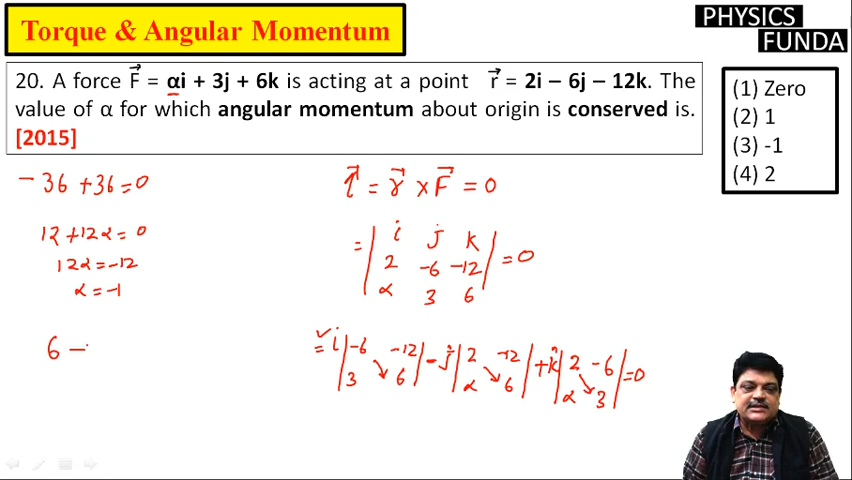 PHYSICS
FUNDA
Torque & Angular Momentum
20. A force F⃗ = αi + 3j + 6k is acting at a point r⃗ = 2i – 6j – 12k. The
value of α for which angular momentum about origin is conserved is.
[2015]
(1) Zero
(2) 1
(3) -1
(4) 2
- 36 + 36 = 0
12 + 12α = 0
12α = -12
α = -1
6 -
τ⃗ = r⃗ × F⃗ = 0
= | i j k |
| 2 -6 -12 | = 0
| α 3 6 |
= i | -6 -12 | - ĵ | 2 -12 | + k̂ | 2 -6 | = 0
| 3 6 | | α 6 | | α 3 |